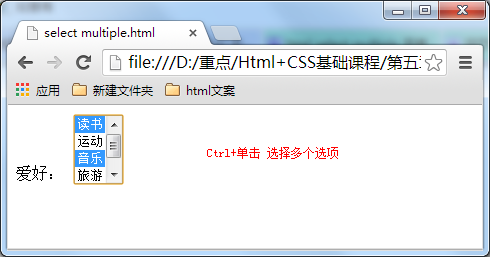 select multiple.html
file:///D:/重点/Html+CSS基础课程/第五
应用 新建文件夹 html文案
读书
运动
音乐
旅游
爱好：
Ctrl+单击 选择多个选项